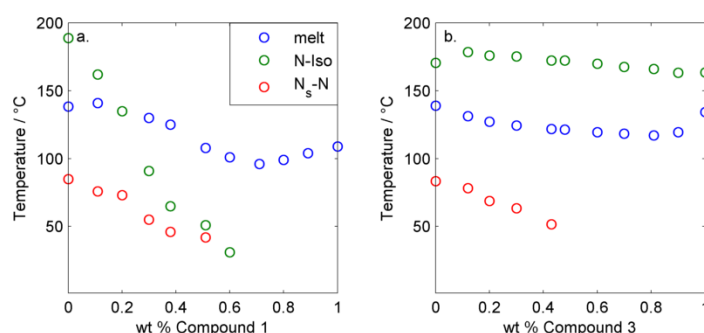 a.
melt
N-Iso
Ns-N
200
150
100
50
Temperature / °C
0 0.2 0.4 0.6 0.8 1
wt % Compound 1
b.
200
150
100
50
Temperature / °C
0 0.2 0.4 0.6 0.8 1
wt % Compound 3